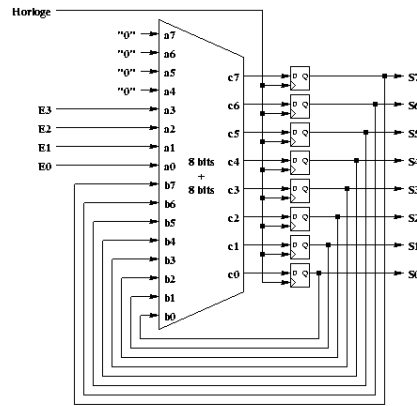 Horloge
"0" a7
"0" a6
"0" a5
"0" a4
E3 a3
E2 a2
E1 a1
E0 a0
b7
b6
b5
b4
b3
b2
b1
b0
8 bits
+
8 bits
c7 D Q S7
c6 D Q S6
c5 D Q S5
c4 D Q S4
c3 D Q S3
c2 D Q S2
c1 D Q S1
c0 D Q S0